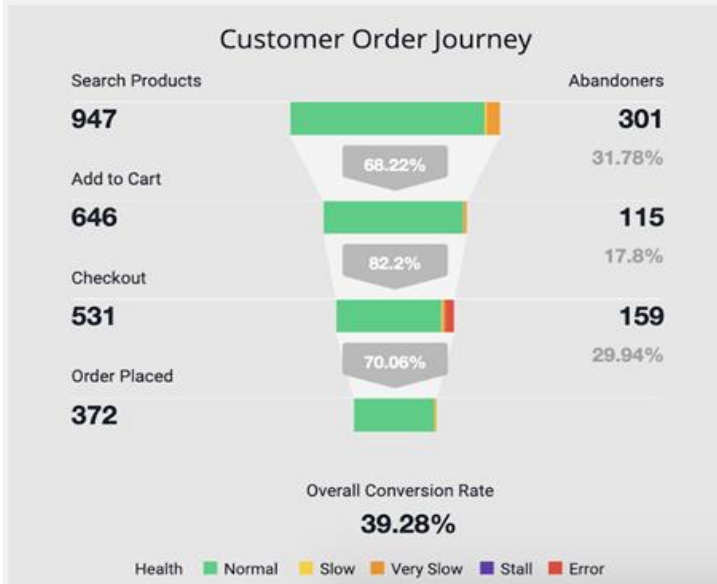 Customer Order Journey
Search Products Abandoners
947 301
68.22% 31.78%
Add to Cart
646 115
82.2% 17.8%
Checkout
531 159
70.06% 29.94%
Order Placed
372
Overall Conversion Rate
39.28%
Health Normal Slow Very Slow Stall Error